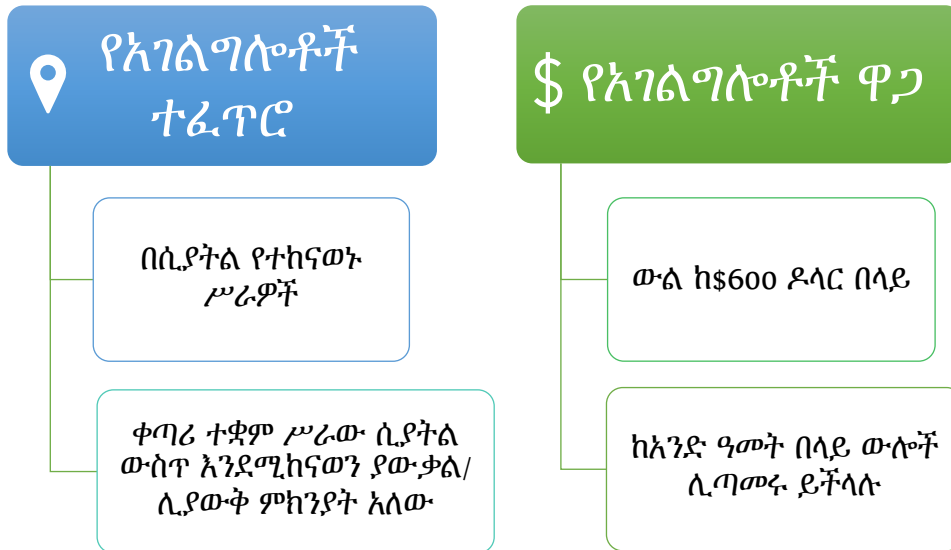 የአገልግሎቶች
ተፈጥሮ
በሲያትል የተከናወኑ
ሥራዎች
ቀጣሪ ተቋም ሥራው ሲያትል
ውስጥ እንደሚከናወን ያውቃል/
ሊያውቅ ምክንያት አለው
$ የአገልግሎቶች ዋጋ
ውል ከ$600 ዶላር በላይ
ከአንድ ዓመት በላይ ውሎች
ሊጣመሩ ይችላሉ